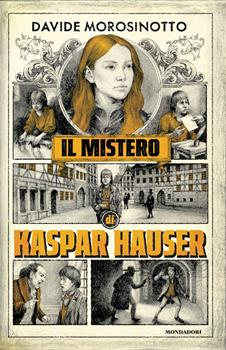 DAVIDE MOROSINOTTO
IL MISTERO
di
KASPAR HAUSER
MONDADORI